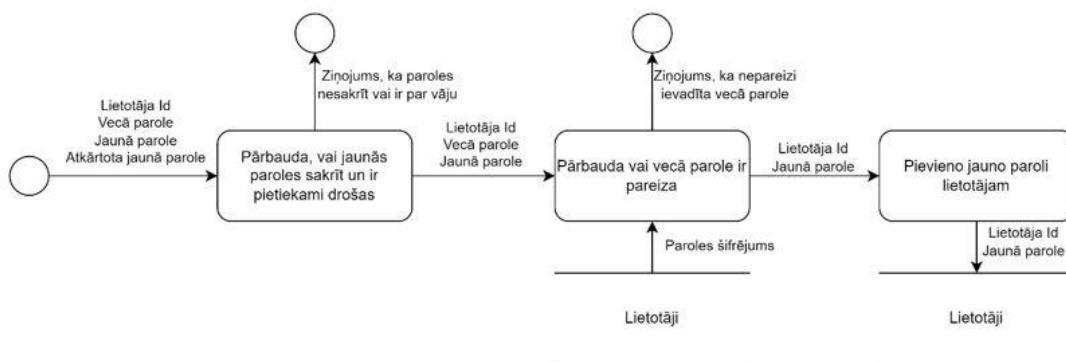 Ziņojums, ka paroles
nesakrīt vai ir par vāju
Ziņojums, ka nepareizi
ievadīta vecā parole
Lietotāja Id
Vecā parole
Jaunā parole
Atkārtota jaunā parole
Pārbauda, vai jaunās
paroles sakrīt un ir
pietiekami drošas
Lietotāja Id
Vecā parole
Jaunā parole
Pārbauda vai vecā parole ir
pareiza
Lietotāja Id
Jaunā parole
Pievieno jauno paroli
lietotājam
Paroles šifrējums
Lietotāja Id
Jaunā parole
Lietotāji
Lietotāji